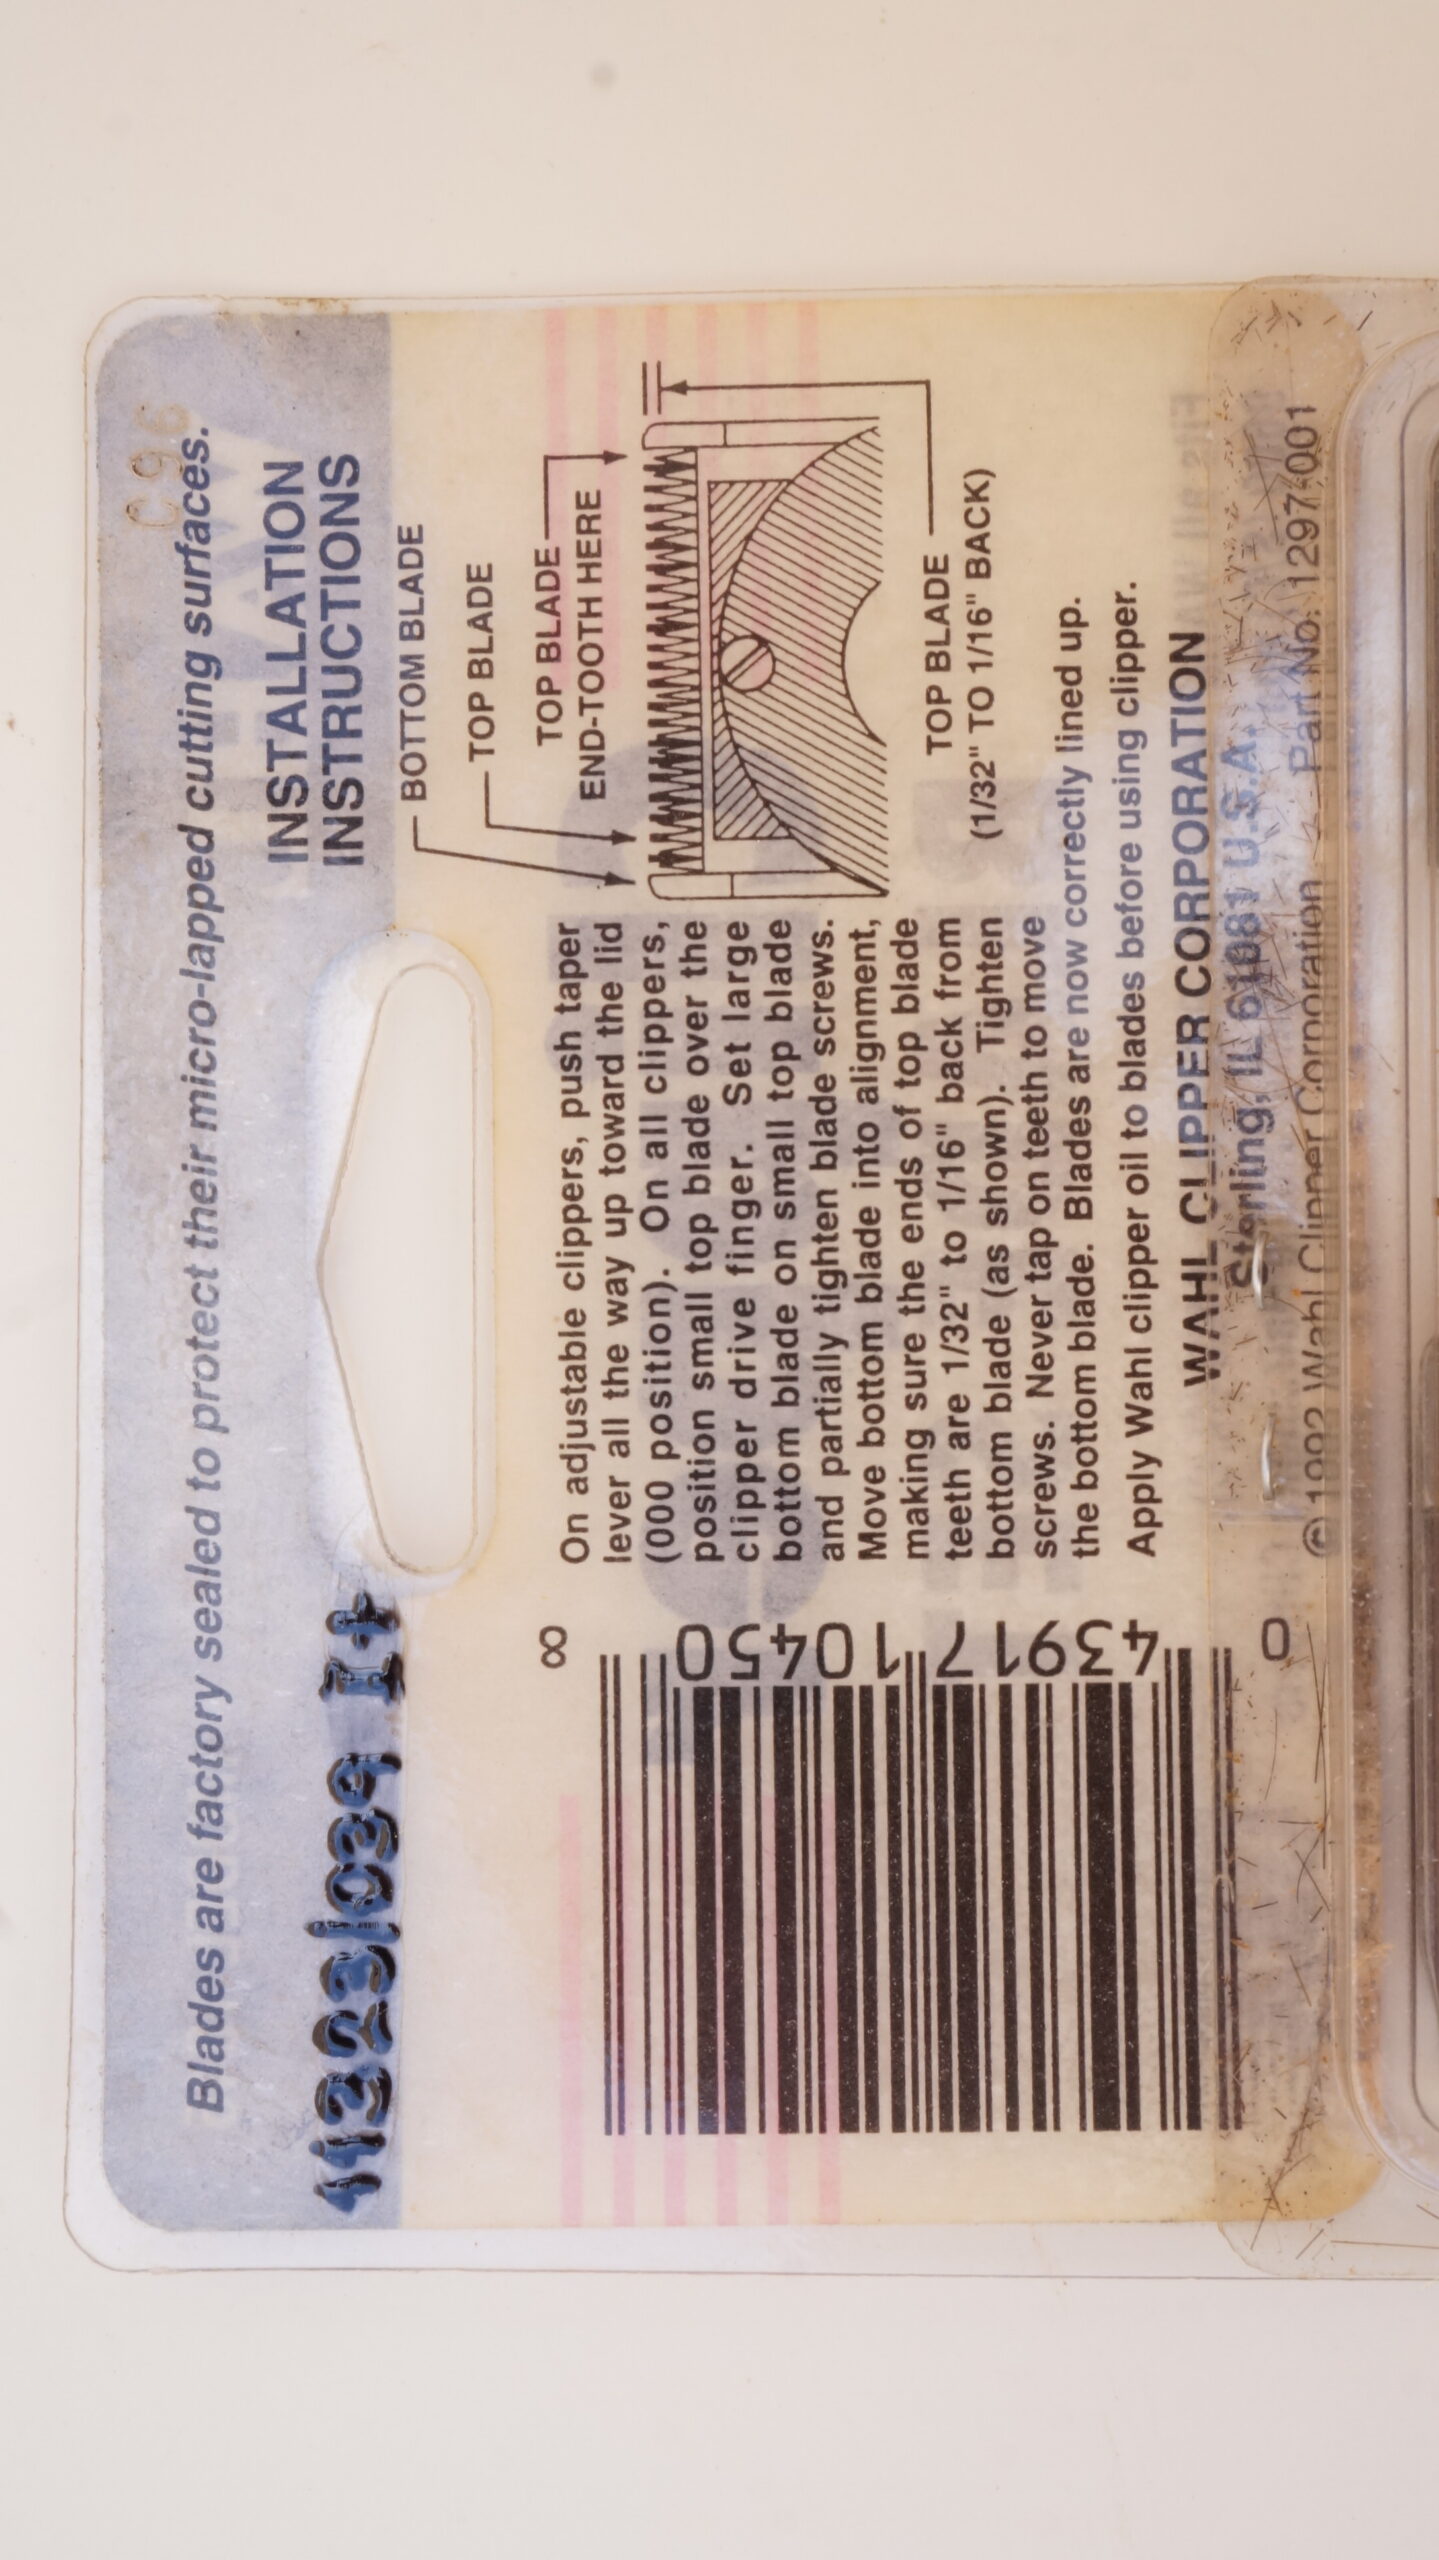 C96
Blades are factory sealed to protect their micro-lapped cutting surfaces.
INSTALLATION
INSTRUCTIONS
BOTTOM BLADE
TOP BLADE
TOP BLADE
END-TOOTH HERE
TOP BLADE
(1/32" TO 1/16" BACK)
On adjustable clippers, push taper
lever all the way up toward the lid
(000 position). On all clippers,
position small top blade over the
clipper drive finger. Set large
bottom blade on small top blade
and partially tighten blade screws.
Move bottom blade into alignment,
making sure the ends of top blade
teeth are 1/32" to 1/16" back from
bottom blade (as shown). Tighten
screws. Never tap on teeth to move
the bottom blade. Blades are now correctly lined up.
Apply Wahl clipper oil to blades before using clipper.
WAHL CLIPPER CORPORATION
Sterling, IL 61081 U.S.A.
© 1992 Wahl Clipper Corporation Part No. 1297-001
8
0 43917 10450